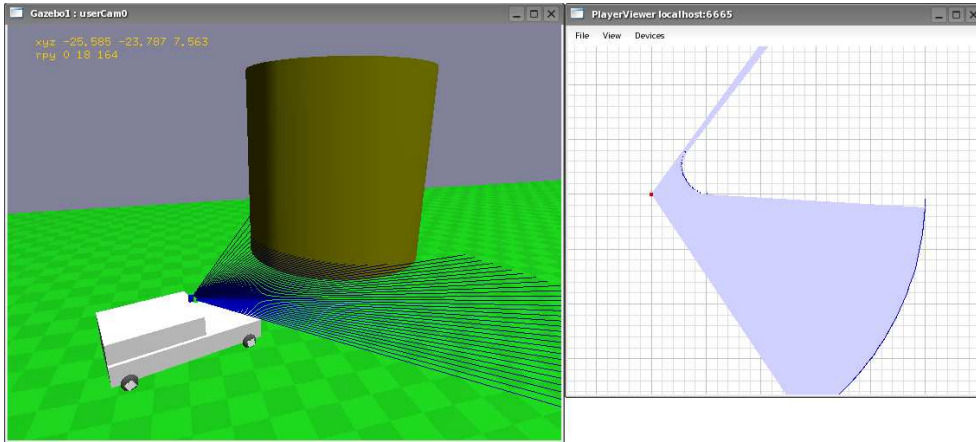 Gazebo1 : userCam0
xyz -25.585 -23.787 7.563
rpy 0 18 164
PlayerViewer localhost:6665
File View Devices